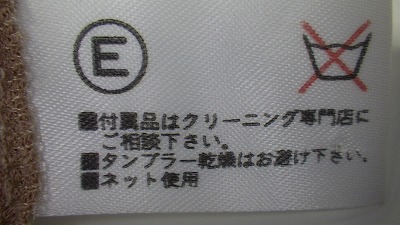 E
■付属品はクリーニング専門店に
ご相談下さい。
■タンブラー乾燥はお避け下さい。
■ネット使用